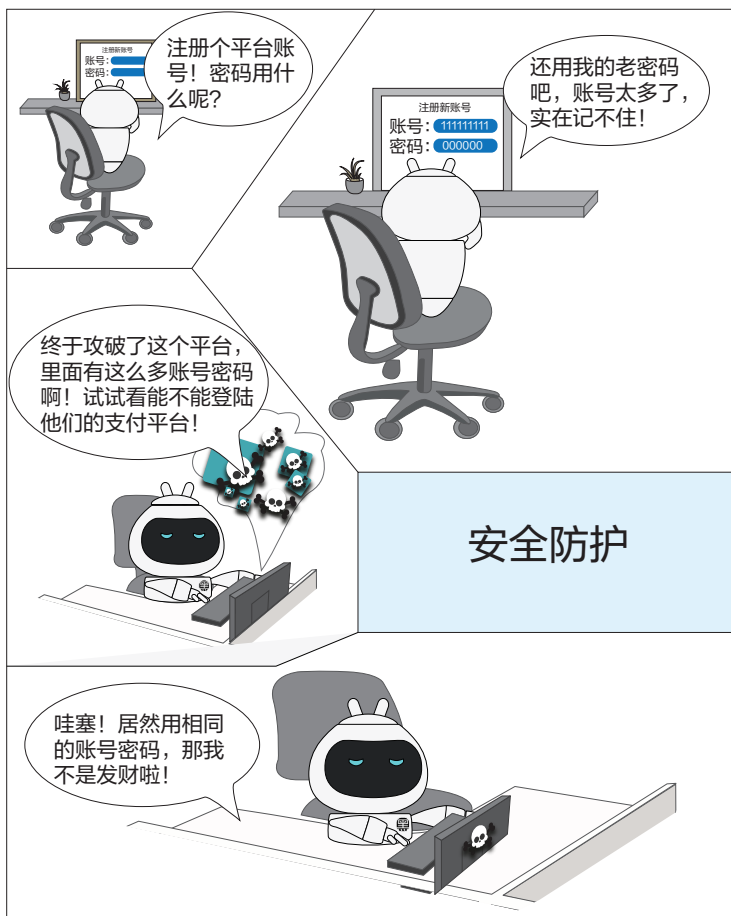 注册新账号
账号：
密码：
注册个平台账
号！密码用什
么呢？
还用我的老密码
吧，账号太多了，
实在记不住！
注册新账号
账号：111111111
密码：000000
终于攻破了这个平台，
里面有这么多账号密码
啊！试试看能不能登陆
他们的支付平台！
安全防护
哇塞！居然用相同
的账号密码，那我
不是发财啦！